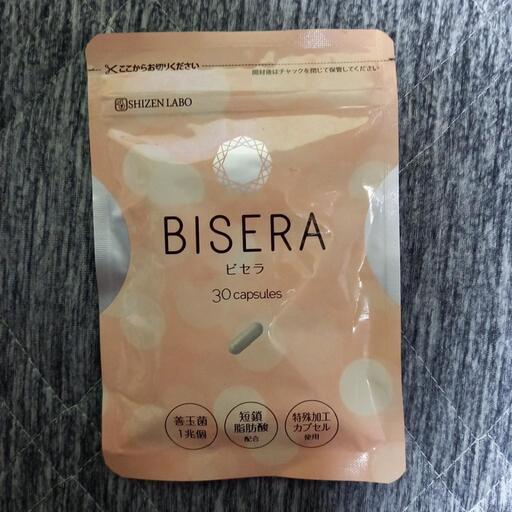 ここからお切りください
開封後はチャックを閉じて保管してください
SHIZEN LABO
BISERA
ビセラ
30 capsules
善玉菌
1兆個
短鎖
脂肪酸
配合
特殊加工
カプセル
使用